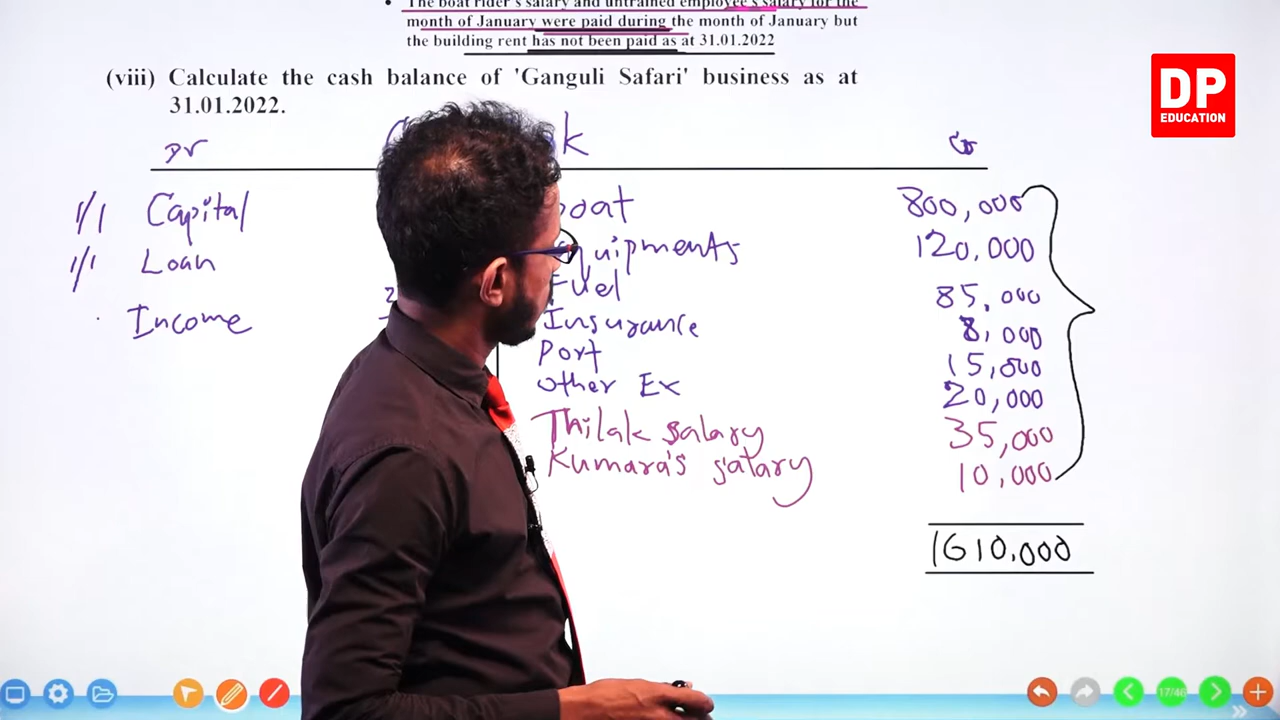 • The boat rider's salary and untrained employee's salary for the
month of January were paid during the month of January but
the building rent has not been paid as at 31.01.2022
(viii) Calculate the cash balance of 'Ganguli Safari' business as at
31.01.2022.
DP
EDUCATION
Dr Cr
1/1 Capital
1/1 Loan
Income
boat 800,000
Equipments 120,000
Fuel 85,000
Insurance 8,000
Port 15,000
Other Ex 20,000
Thilak salary 35,000
Kumara's salary 10,000
1610,000
17/46